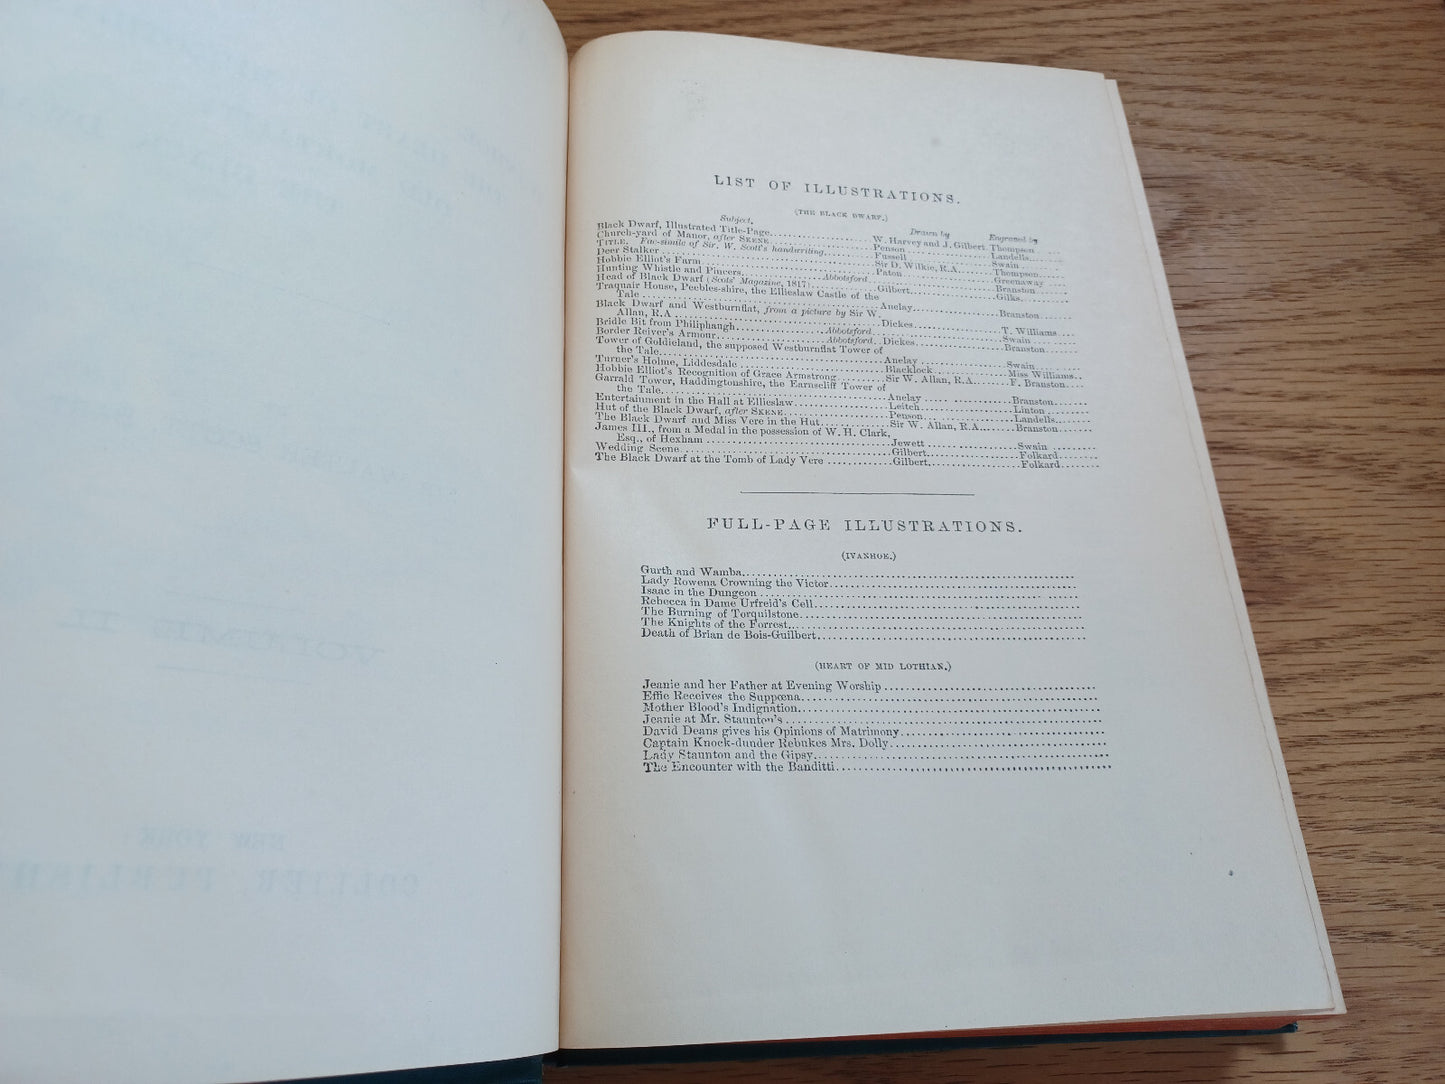 LIST OF ILLUSTRATIONS.
(THE BLACK DWARF.)
Subject. Drawn by Engraved by
Black Dwarf, Illustrated Title-Page W. Harvey and J. Gilbert. Thompson
Church-yard of Manor, after SKENE Penson Landells
TITLE. Fac-simile of Sir. W. Scott's handwriting Fussell Swain
Deer Stalker Sir D. Wilkie, R.A. Thompson
Hobbie Elliot's Farm Paton Greenaway
Hunting Whistle and Pincers Abbotsford Branston
Head of Black Dwarf (Scots' Magazine, 1817) Gilbert Gilks
Traquair House, Peebles-shire, the Ellieslaw Castle of the
Tale Anelay Branston
Black Dwarf and Westburnflat, from a picture by Sir W.
Allan, R.A Dickes T. Williams
Bridle Bit from Philiphaugh Abbotsford Swain
Border Reiver's Armour Abbotsford Dickes Branston
Tower of Goldieland, the supposed Westburnflat Tower of
the Tale Anelay Swain
Turner's Holme, Liddesdale Blacklock Miss Williams
Hobbie Elliot's Recognition of Grace Armstrong Sir W. Allan, R.A. F. Branston
Garrald Tower, Haddingtonshire, the Earnscliff Tower of
the Tale Anelay Branston
Entertainment in the Hall at Ellieslaw Leitch Linton
Hut of the Black Dwarf, after SKENE Penson Landells
The Black Dwarf and Miss Vere in the Hut Sir W. Allan, R.A. Branston
James III., from a Medal in the possession of W. H. Clark,
Esq., of Hexham Jewett Swain
Wedding Scene Gilbert Folkard
The Black Dwarf at the Tomb of Lady Vere Gilbert Folkard
FULL-PAGE ILLUSTRATIONS.
(IVANHOE.)
Gurth and Wamba
Lady Rowena Crowning the Victor
Isaac in the Dungeon
Rebecca in Dame Urfreid's Cell
The Burning of Torquilstone
The Knights of the Forrest
Death of Brian de Bois-Guilbert
(HEART OF MID LOTHIAN.)
Jeanie and her Father at Evening Worship
Effie Receives the Suppœna
Mother Blood's Indignation
Jeanie at Mr. Staunton's
David Deans gives his Opinions of Matrimony
Captain Knock-dunder Rebukes Mrs. Dolly
Lady Staunton and the Gipsy
The Encounter with the Banditti